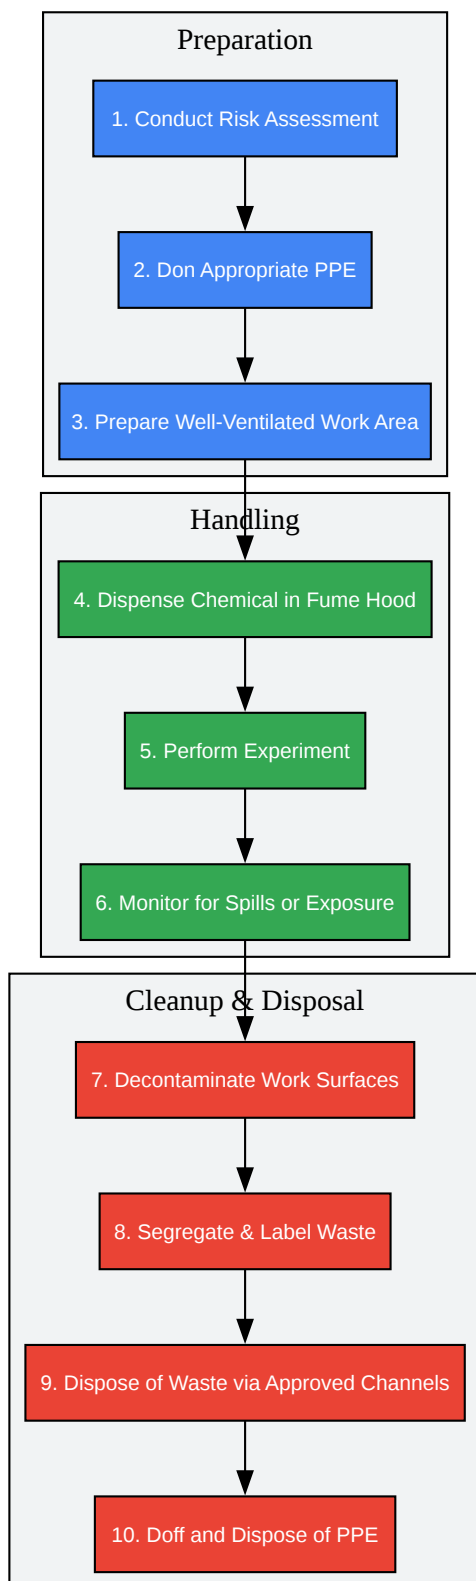 Preparation
1. Conduct Risk Assessment
2. Don Appropriate PPE
3. Prepare Well-Ventilated Work Area
Handling
4. Dispense Chemical in Fume Hood
5. Perform Experiment
6. Monitor for Spills or Exposure
Cleanup & Disposal
7. Decontaminate Work Surfaces
8. Segregate & Label Waste
9. Dispose of Waste via Approved Channels
10. Doff and Dispose of PPE